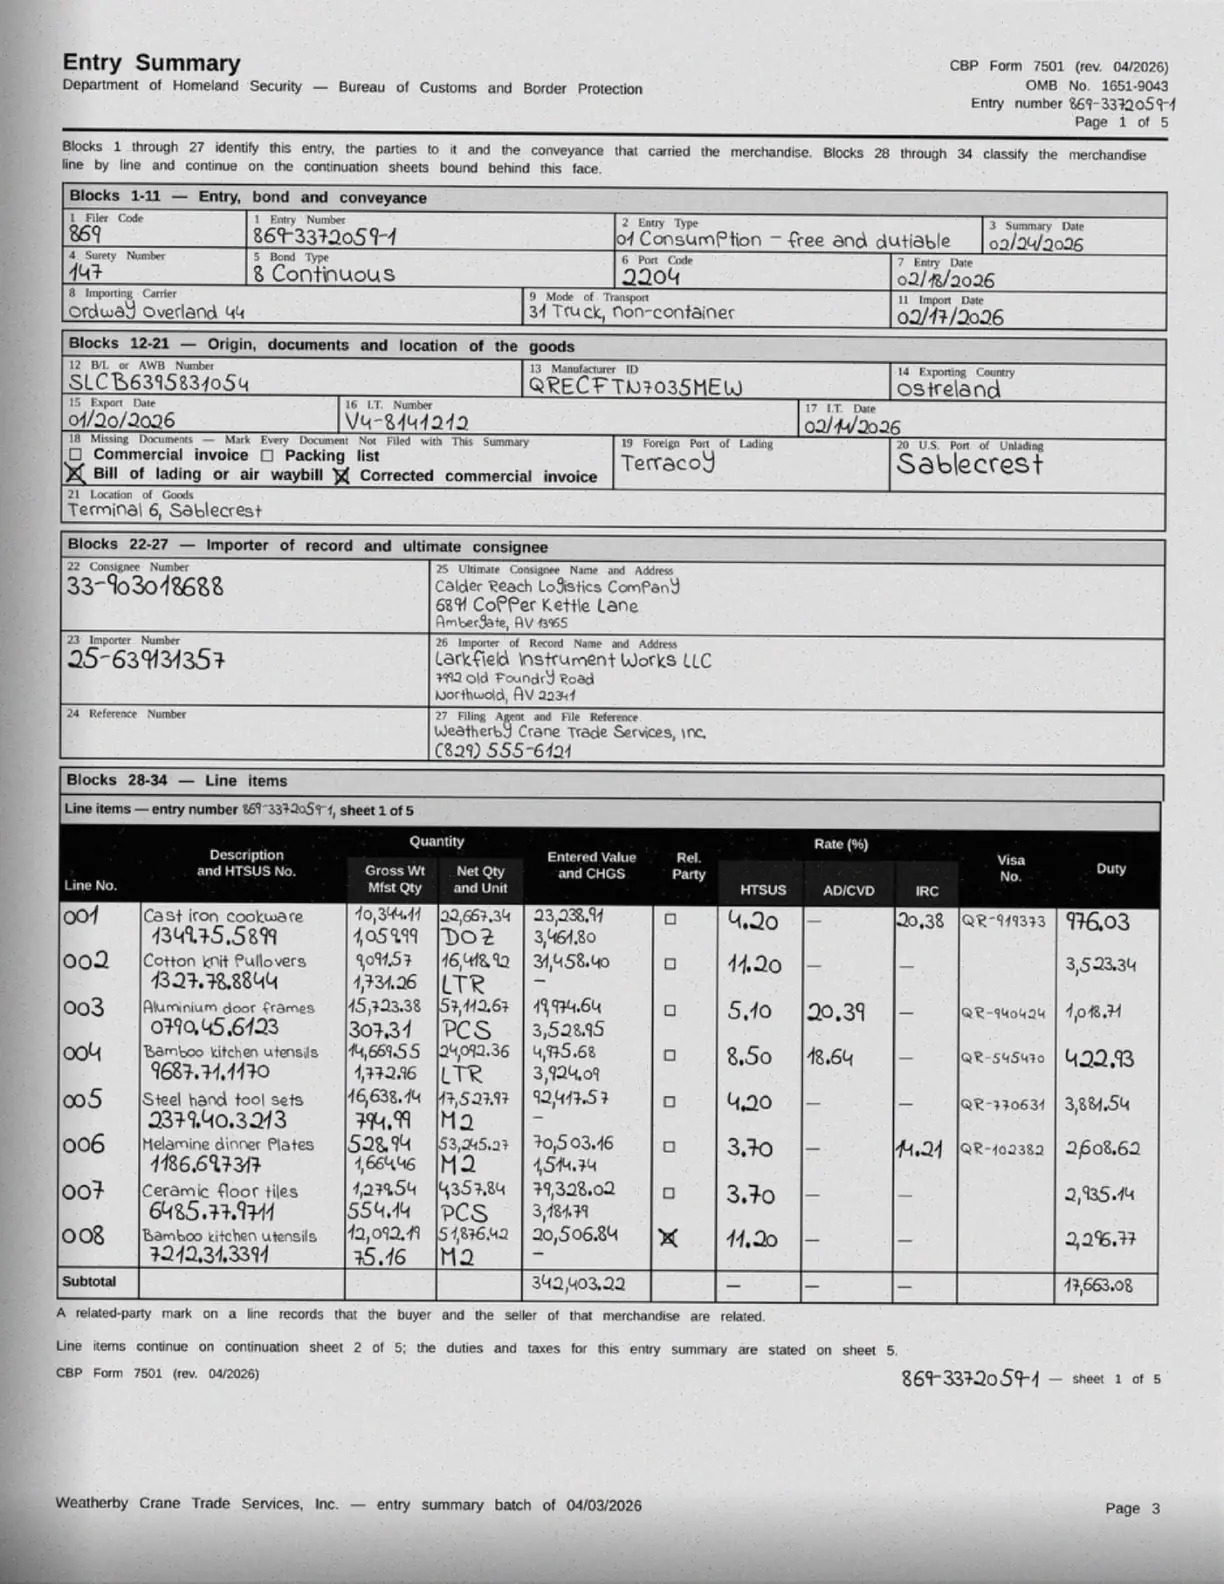 Entry Summary
Department of Homeland Security — Bureau of Customs and Border Protection
CBP Form 7501 (rev. 04/2026)
OMB No. 1651-9043
Entry number 869-3372059-1
Page 1 of 5
Blocks 1 through 27 identify this entry, the parties to it and the conveyance that carried the merchandise. Blocks 28 through 34 classify the merchandise
line by line and continue on the continuation sheets bound behind this face.
Blocks 1-11 — Entry, bond and conveyance
1 Filer Code
869
1 Entry Number
869-3372059-1
2 Entry Type
01 Consumption - free and dutiable
3 Summary Date
02/24/2026
4 Surety Number
147
5 Bond Type
8 Continuous
6 Port Code
2204
7 Entry Date
02/18/2026
8 Importing Carrier
Ordway Overland 44
9 Mode of Transport
31 Truck, non-container
11 Import Date
02/17/2026
Blocks 12-21 — Origin, documents and location of the goods
12 B/L or AWB Number
SLCB6395831054
13 Manufacturer ID
QRECFTN7035MEW
14 Exporting Country
Ostreland
15 Export Date
01/20/2026
16 I.T. Number
V4-8141212
17 I.T. Date
02/14/2026
18 Missing Documents — Mark Every Document Not Filed with This Summary
☐ Commercial invoice ☐ Packing list
☒ Bill of lading or air waybill ☒ Corrected commercial invoice
19 Foreign Port of Lading
Terracoy
20 U.S. Port of Unlading
Sablecrest
21 Location of Goods
Terminal 6, Sablecrest
Blocks 22-27 — Importer of record and ultimate consignee
22 Consignee Number
33-903018688
25 Ultimate Consignee Name and Address
Calder Reach Logistics Company
6891 Copper Kettle Lane
Ambergate, AV 13965
23 Importer Number
25-639131357
26 Importer of Record Name and Address
Larkfield Instrument Works LLC
7992 Old Foundry Road
Northwold, AV 22341
24 Reference Number
27 Filing Agent and File Reference
Weatherby Crane Trade Services, Inc.
(829) 555-6121
Blocks 28-34 — Line items
Line items — entry number 869-3372059-1, sheet 1 of 5
Line No. Description and HTSUS No. Quantity Gross Wt Mfst Qty Net Qty and Unit Entered Value and CHGS Rel. Party Rate (%) HTSUS AD/CVD IRC Visa No. Duty
001 Cast iron cookware 10,344.11 22,667.34 23,238.91 ☐ 4.20 — 20.38 QR-919373 976.03
1349.75.5899 1,059.99 DOZ 3,461.80
002 Cotton knit pullovers 9,091.57 16,418.92 31,458.40 ☐ 11.20 — — 3,523.34
1327.78.8844 1,731.26 LTR —
003 Aluminium door frames 15,723.38 57,112.67 19,974.64 ☐ 5.10 20.39 — QR-940424 1,018.71
0790.45.6123 307.31 PCS 3,528.95
004 Bamboo kitchen utensils 14,669.55 24,092.36 4,975.68 ☐ 8.50 18.64 — QR-545470 422.93
9687.71.1170 1,772.96 LTR 3,924.09
005 Steel hand tool sets 16,638.14 17,527.97 92,417.57 ☐ 4.20 — — QR-770631 3,881.54
2379.40.3213 794.99 M2 —
006 Melamine dinner plates 528.94 53,245.27 70,503.16 ☐ 3.70 — 14.21 QR-102382 2,608.62
1186.69.7317 1,664.46 M2 1,514.74
007 Ceramic floor tiles 1,279.54 4,357.84 79,328.02 ☐ 3.70 — — 2,935.14
6485.77.9711 554.14 PCS 3,181.79
008 Bamboo kitchen utensils 12,092.19 51,876.42 20,506.84 ☒ 11.20 — — 2,296.77
7212.31.3391 75.16 M2 —
Subtotal 342,403.22 — — — 17,663.08
A related-party mark on a line records that the buyer and the seller of that merchandise are related.
Line items continue on continuation sheet 2 of 5; the duties and taxes for this entry summary are stated on sheet 5.
CBP Form 7501 (rev. 04/2026)
869-3372059-1 — sheet 1 of 5
Weatherby Crane Trade Services, Inc. — entry summary batch of 04/03/2026
Page 3